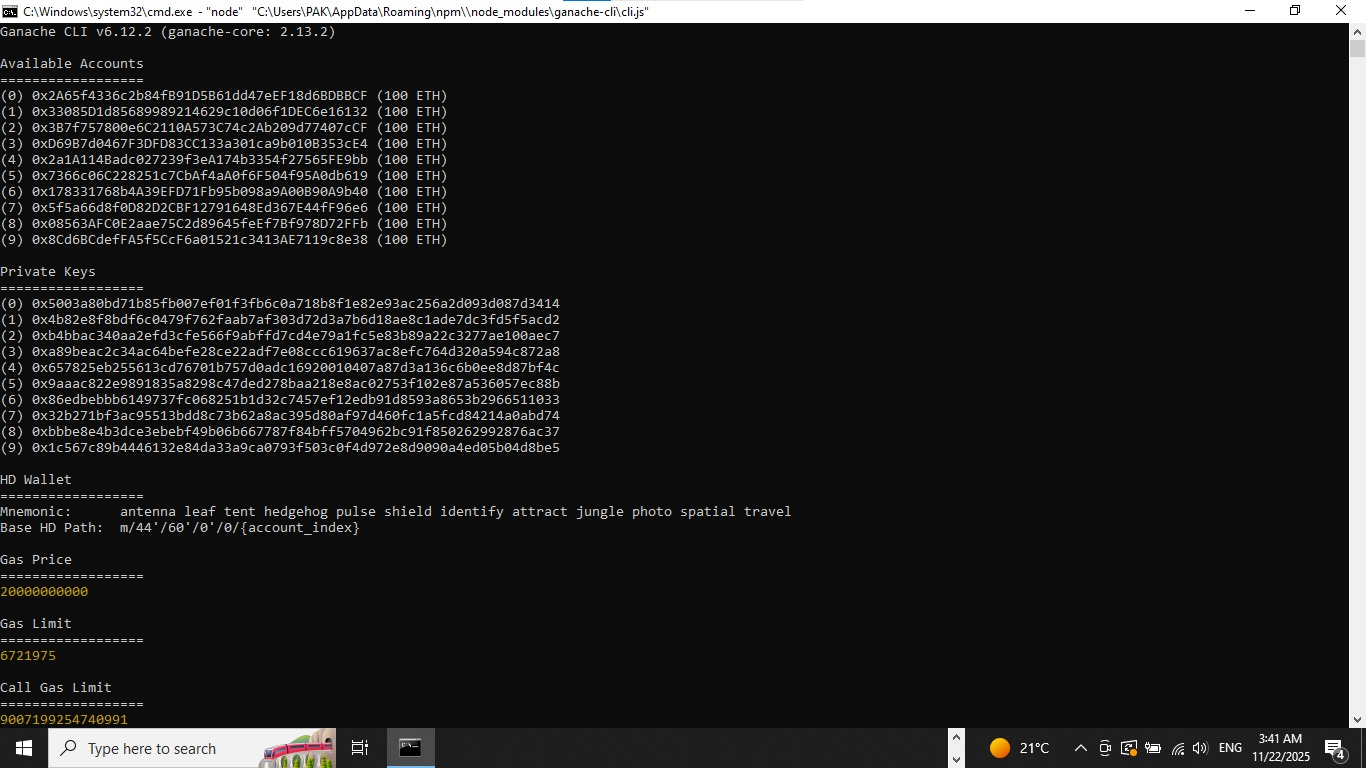 C:\Windows\system32\cmd.exe - "node" "C:\Users\PAK\AppData\Roaming\npm\\node_modules\ganache-cli\cli.js"
Ganache CLI v6.12.2 (ganache-core: 2.13.2)
Available Accounts
==================
(0) 0x2A65f4336c2b84fB91D5B61dd47eEF18d6BDBBCF (100 ETH)
(1) 0x33085D1d85689989214629c10d06f1DEC6e16132 (100 ETH)
(2) 0x3B7f757800e6C2110A573C74c2Ab209d77407cCF (100 ETH)
(3) 0xD69B7d0467F3DFD83CC133a301ca9b010B353cE4 (100 ETH)
(4) 0x2a1A114Badc027239f3eA174b3354f27565FE9bb (100 ETH)
(5) 0x7366c06C228251c7CbAf4aA0f6F504f95A0db619 (100 ETH)
(6) 0x178331768b4A39EFD71Fb95b098a9A00B90A9b40 (100 ETH)
(7) 0x5f5a66d8f0D82D2CBF12791648Ed367E44fF96e6 (100 ETH)
(8) 0x08563AFC0E2aae75C2d89645feEf7Bf978D72FFb (100 ETH)
(9) 0x8Cd6BCdefFA5f5CcF6a01521c3413AE7119c8e38 (100 ETH)
Private Keys
==================
(0) 0x5003a80bd71b85fb007ef01f3fb6c0a718b8f1e82e93ac256a2d093d087d3414
(1) 0x4b82e8f8bdf6c0479f762faab7af303d72d3a7b6d18ae8c1ade7dc3fd5f5acd2
(2) 0xb4bbac340aa2efd3cfe566f9abffd7cd4e79a1fc5e83b89a22c3277ae100aec7
(3) 0xa89beac2c34ac64befe28ce22adf7e08ccc619637ac8efc764d320a594c872a8
(4) 0x657825eb255613cd76701b757d0adc16920010407a87d3a136c6b0ee8d87bf4c
(5) 0x9aaac822e9891835a8298c47ded278baa218e8ac02753f102e87a536057ec88b
(6) 0x86edbebbb6149737fc068251b1d32c7457ef12edb91d8593a8653b2966511033
(7) 0x32b271bf3ac95513bdd8c73b62a8ac395d80af97d460fc1a5fcd84214a0abd74
(8) 0xbbbe8e4b3dce3ebebf49b06b667787f84bff5704962bc91f850262992876ac37
(9) 0x1c567c89b4446132e84da33a9ca0793f503c0f4d972e8d9090a4ed05b04d8be5
HD Wallet
==================
Mnemonic:      antenna leaf tent hedgehog pulse shield identify attract jungle photo spatial travel
Base HD Path:  m/44'/60'/0'/0/{account_index}
Gas Price
==================
20000000000
Gas Limit
==================
6721975
Call Gas Limit
==================
9007199254740991
Type here to search
21°C
ENG
3:41 AM
11/22/2025
4